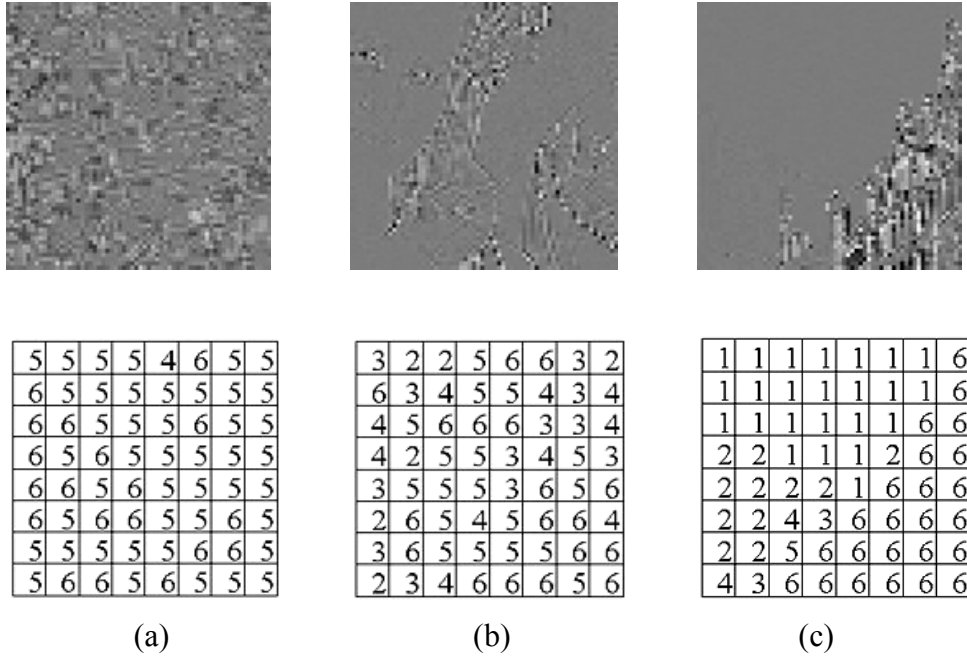 5 5 5 5 4 6 5 5
6 5 5 5 5 5 5 5
6 6 5 5 5 6 5 5
6 5 6 5 5 5 5 5
6 6 5 6 5 5 5 5
6 5 6 6 5 5 6 5
5 5 5 5 5 6 6 5
5 6 6 5 6 5 5 5
3 2 2 5 6 6 3 2
6 3 4 5 5 4 3 4
4 5 6 6 6 3 3 4
4 2 5 5 3 4 5 3
3 5 5 5 3 6 5 6
2 6 5 4 5 6 6 4
3 6 5 5 5 5 6 6
2 3 4 6 6 6 5 6
1 1 1 1 1 1 1 6
1 1 1 1 1 1 1 6
1 1 1 1 1 1 6 6
2 2 1 1 1 2 6 6
2 2 2 2 1 6 6 6
2 2 4 3 6 6 6 6
2 2 5 6 6 6 6 6
4 3 6 6 6 6 6 6
(a)
(b)
(c)